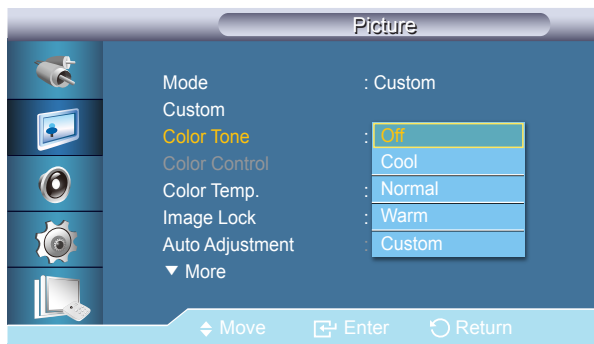 Picture
Mode : Custom
Custom
Color Tone : Off
Color Control Cool
Color Temp. : Normal
Image Lock : Warm
Auto Adjustment : Custom
▼ More
Move Enter Return